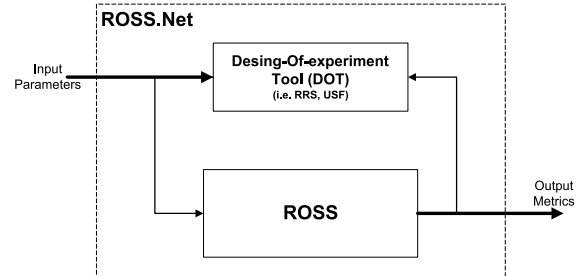 ROSS.Net
Input
Parameters
Desing-Of-experiment
Tool (DOT)
(i.e. RRS, USF)
ROSS
Output
Metrics